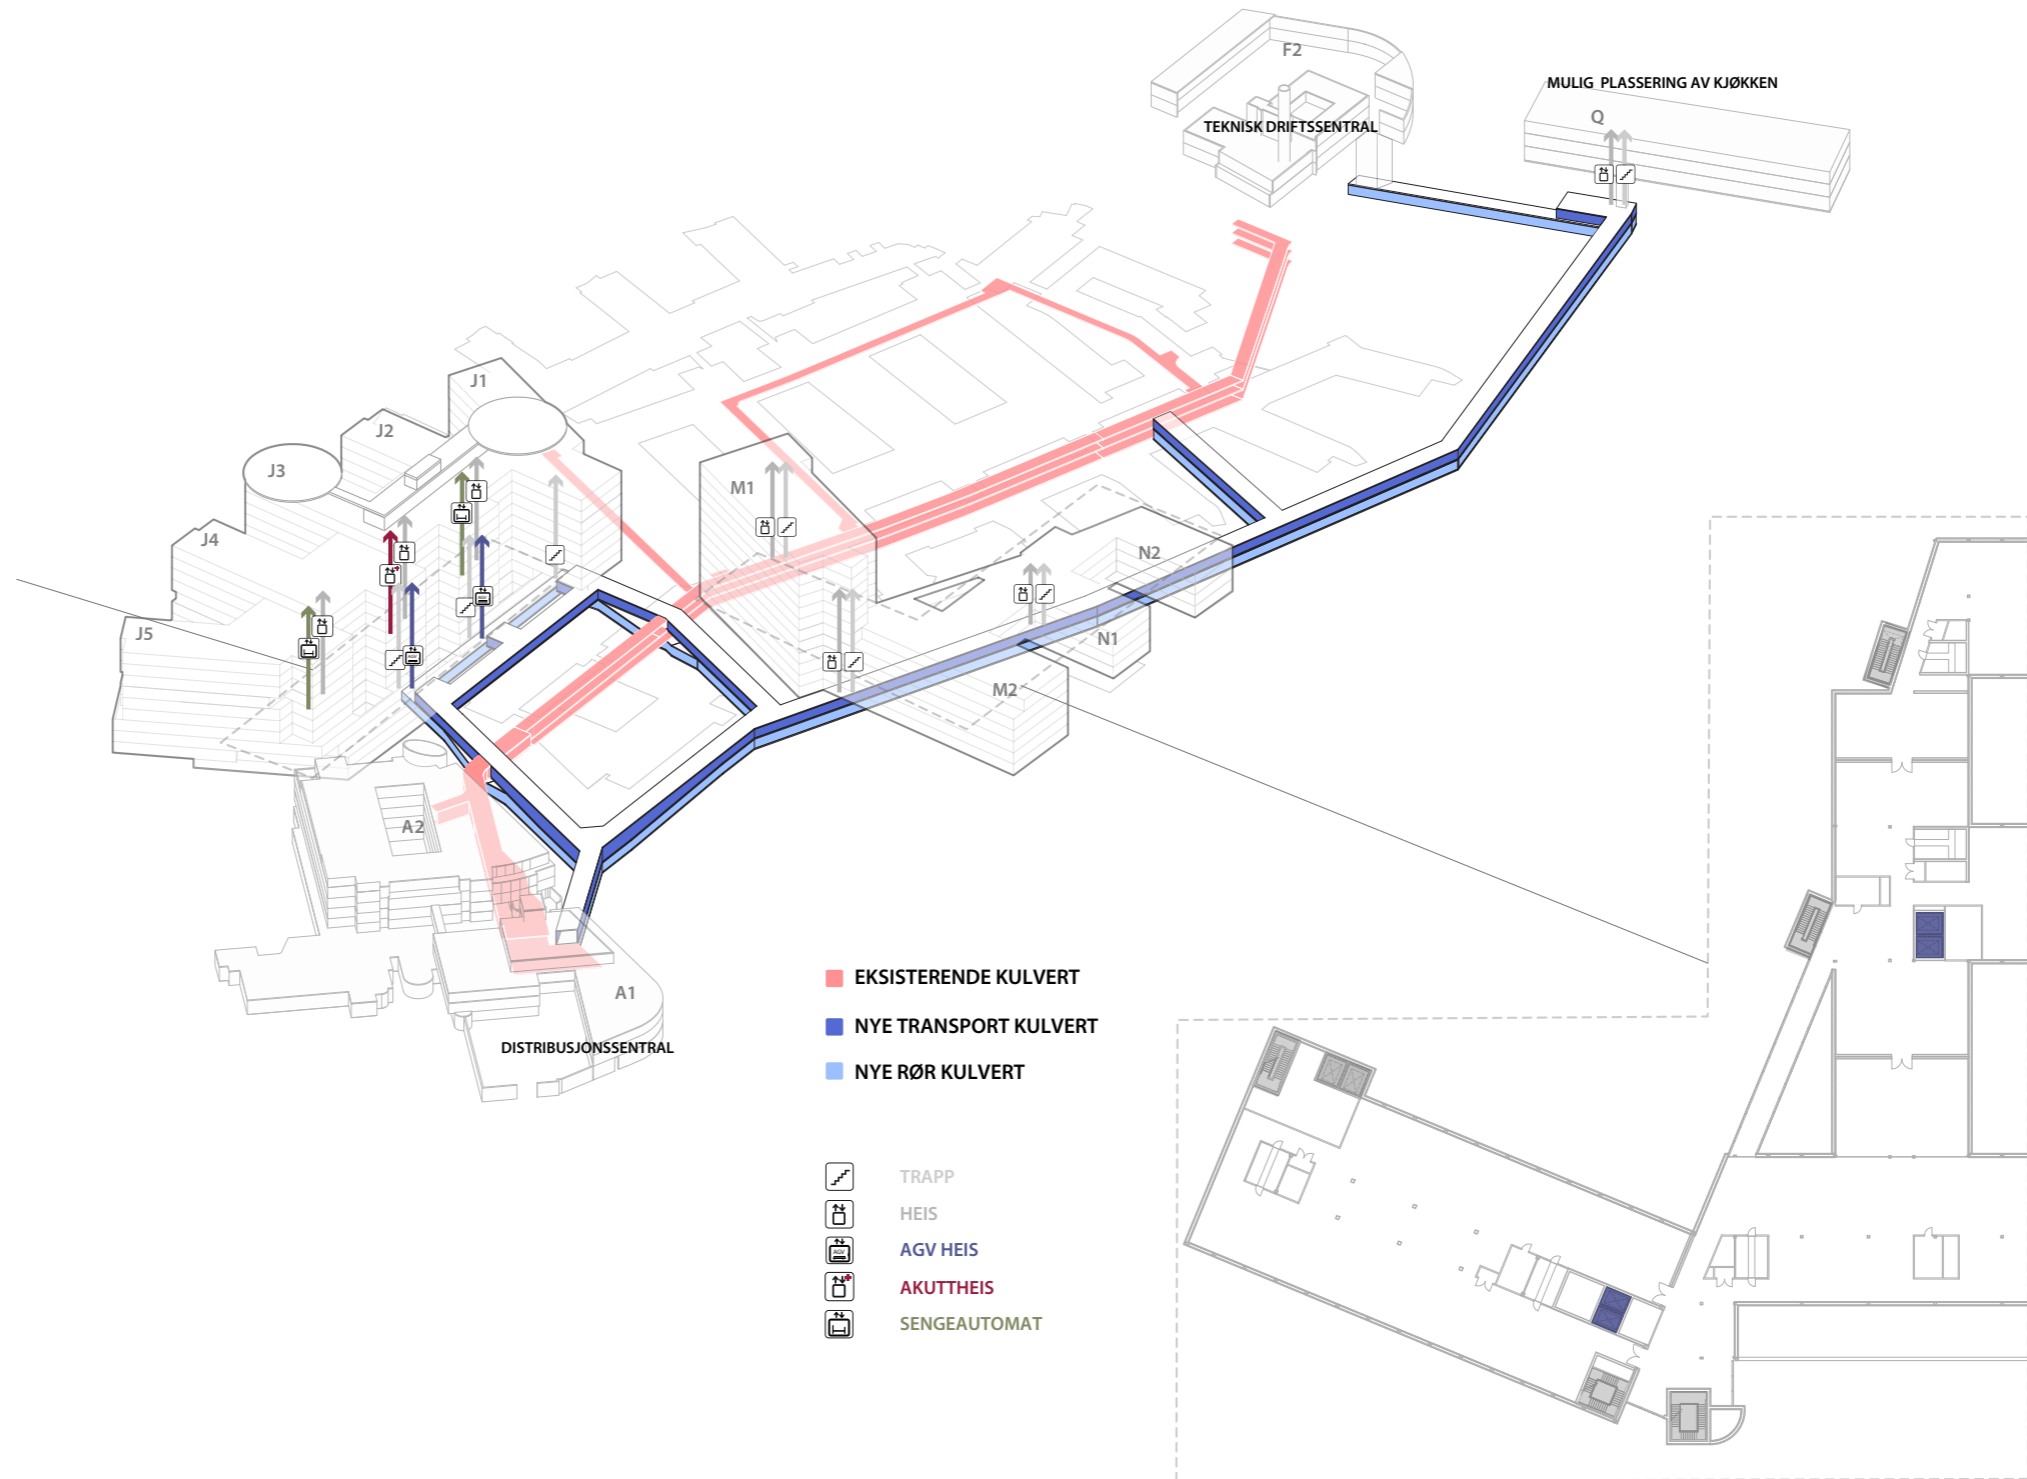 F2
MULIG PLASSERING AV KJØKKEN
Q
TEKNISK DRIFTSSENTRAL
J1
J2
J3
M1
J4
N2
J5
N1
M2
A2
A1
DISTRIBUSJONSSENTRAL
EKSISTERENDE KULVERT
NYE TRANSPORT KULVERT
NYE RØR KULVERT
TRAPP
HEIS
AGV
AGV HEIS
AKUTTHEIS
SENGEAUTOMAT